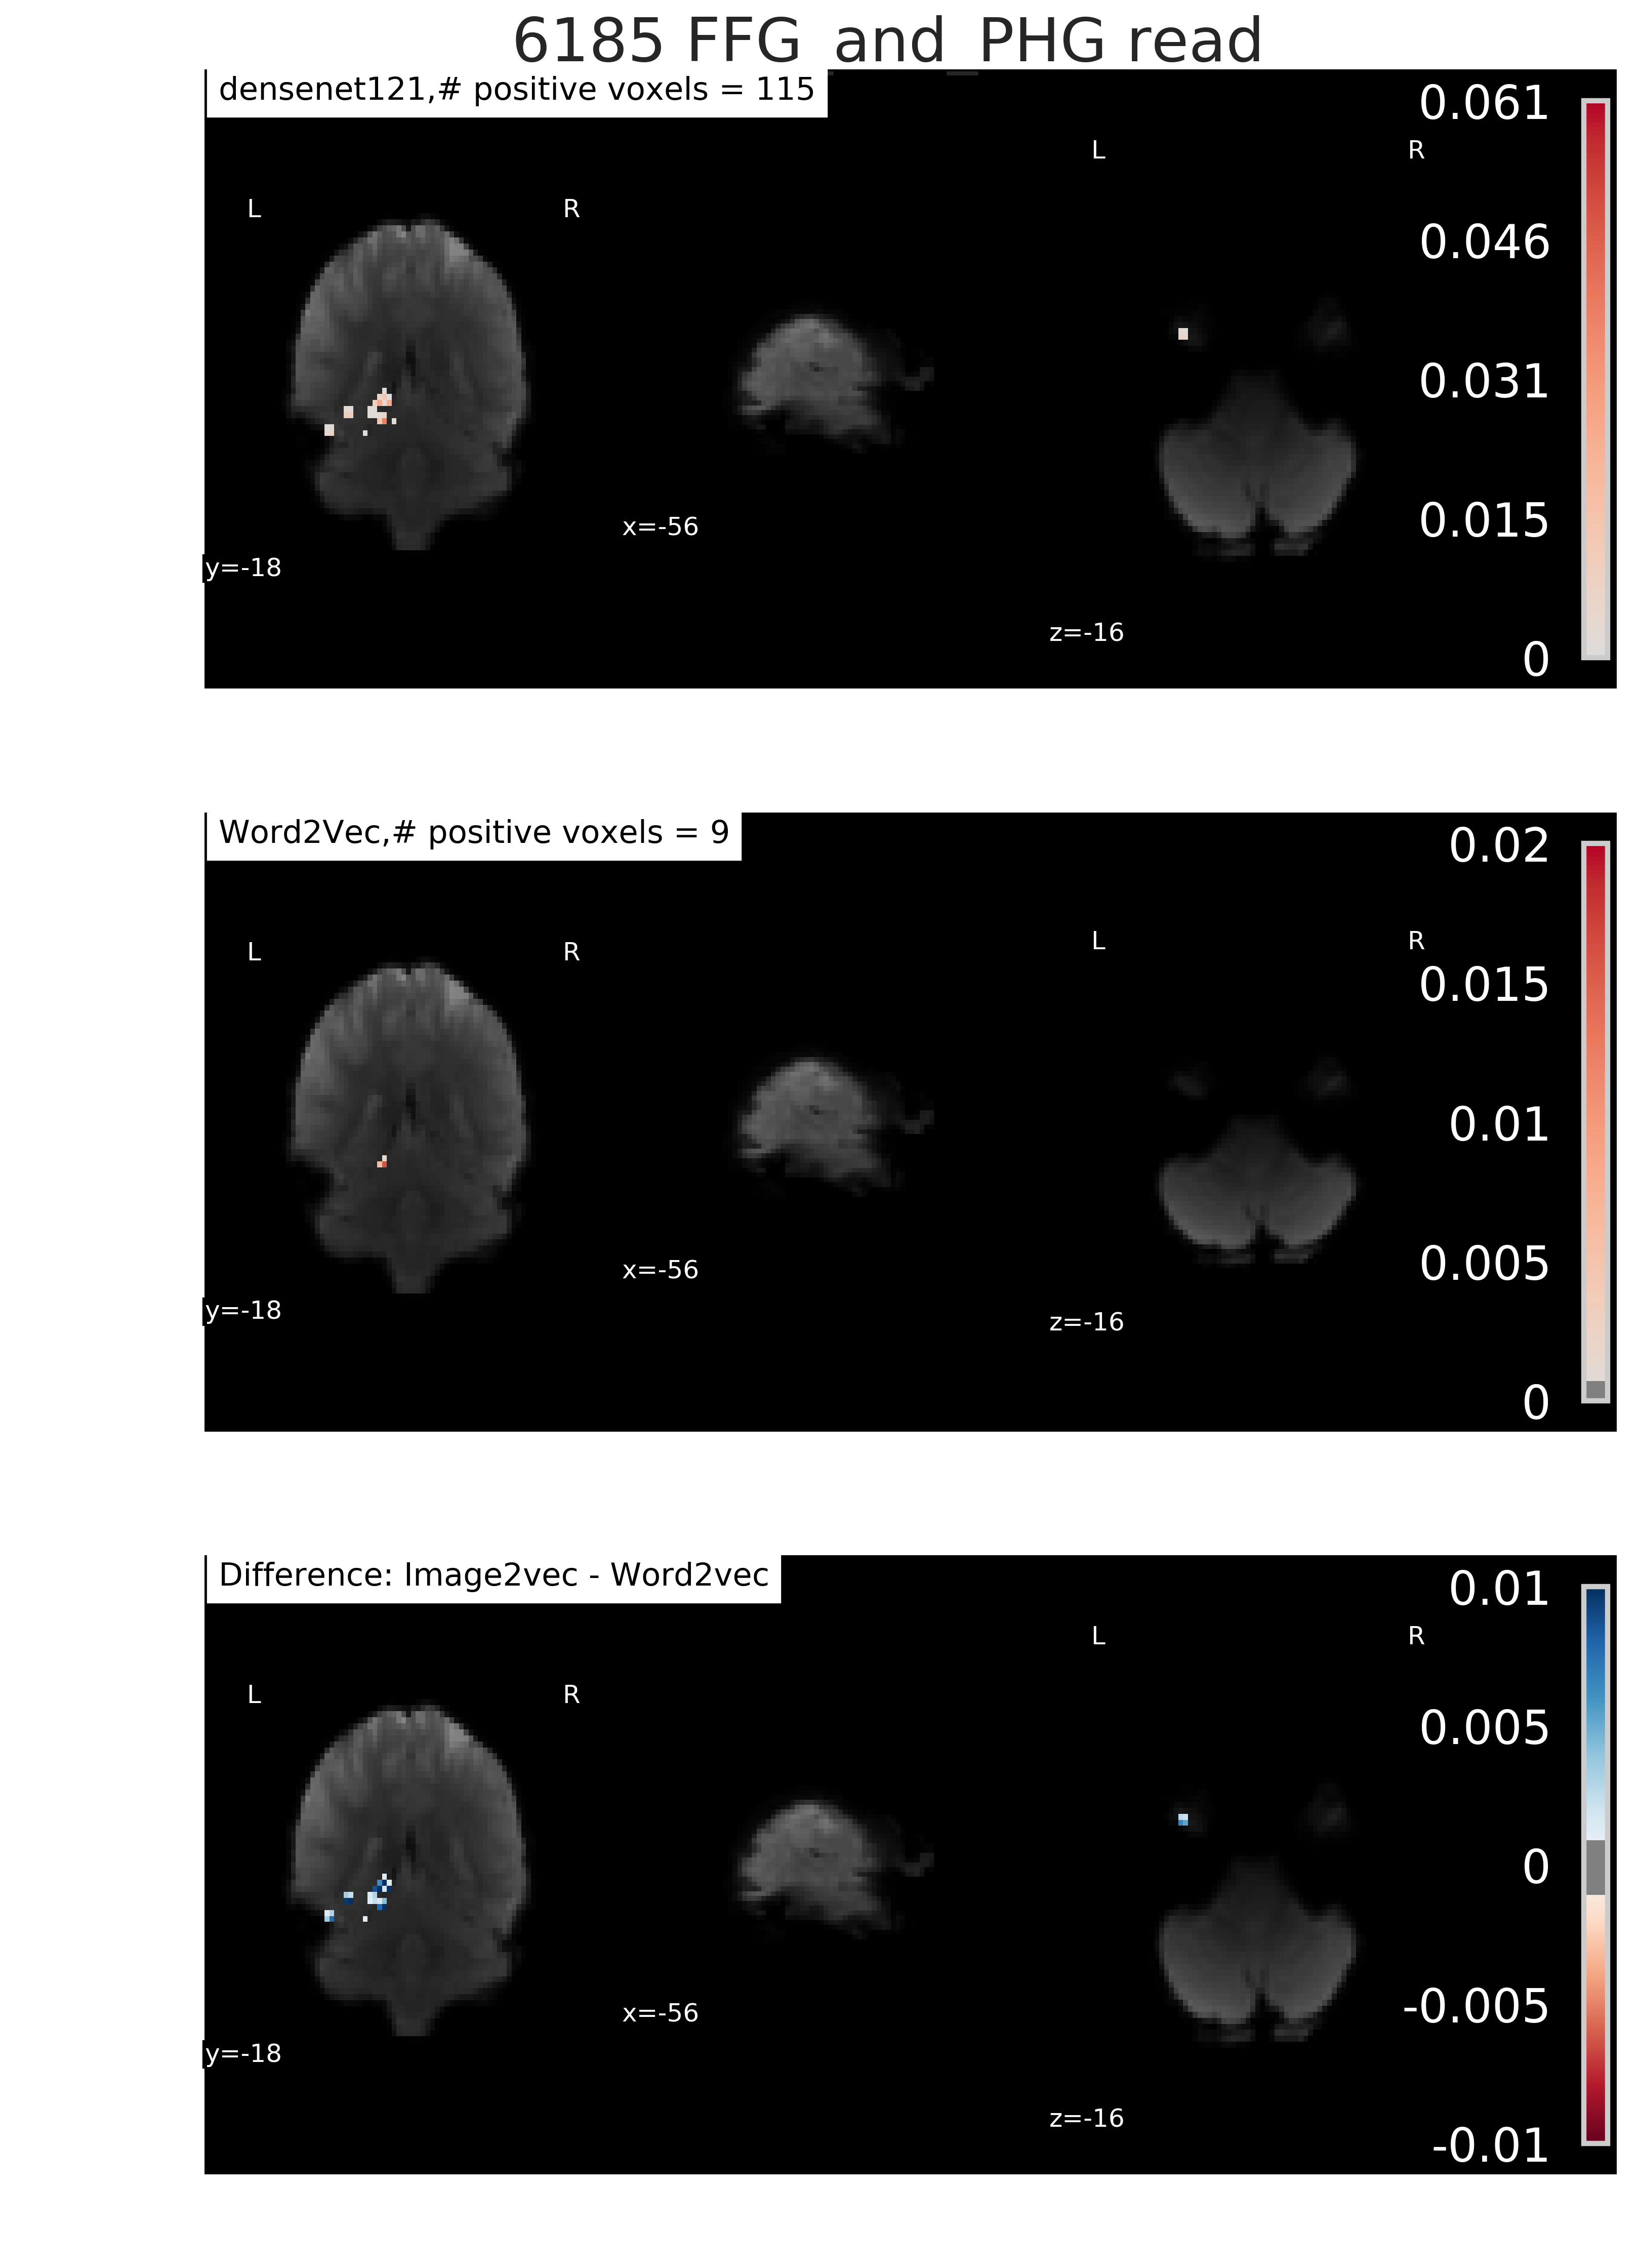 6185 FFG_and_PHG read
densenet121,# positive voxels = 115
0.061
L R
0.046
L R
0.031
0.015
x=-56
y=-18
z=-16
0
Word2Vec,# positive voxels = 9
0.02
L R
L R
0.015
0.01
0.005
x=-56
y=-18
z=-16
0
Difference: Image2vec - Word2vec
0.01
L R
L R
0.005
0
-0.005
x=-56
y=-18
z=-16
-0.01